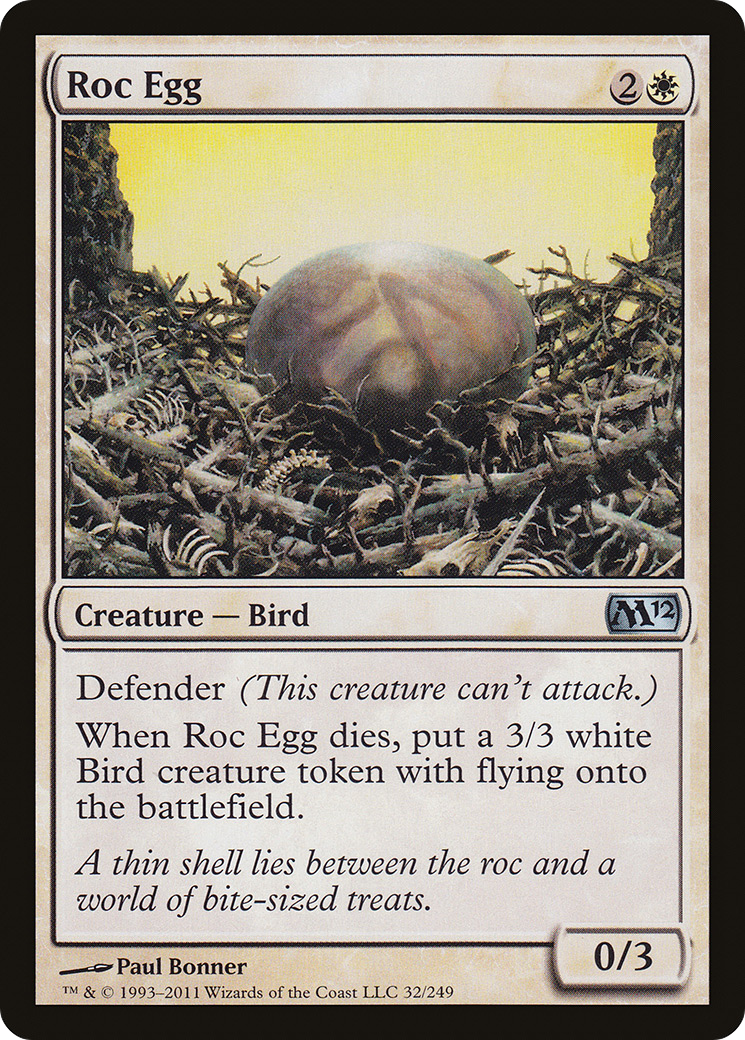 Roc Egg 2
Creature — Bird M12
Defender (This creature can't attack.)
When Roc Egg dies, put a 3/3 white
Bird creature token with flying onto
the battlefield.
A thin shell lies between the roc and a
world of bite-sized treats.
0/3
Paul Bonner
™ & © 1993–2011 Wizards of the Coast LLC 32/249